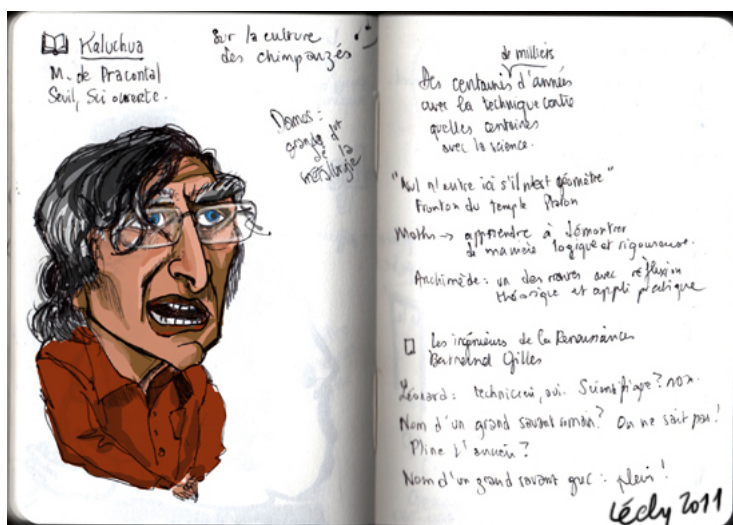 Kaluchua
M. de Pracontal
Seuil, Sci ouverte.
Sur la culture
des chimpanzés
Damas :
grands
de la
métallurgie
de milliers
Des centaines d'années
avec la technique contre
quelques centaines
avec la science.
"Nul n'entre ici s'il n'est géomètre"
Fronton du temple Platon
Maths → apprendre à démontrer
de manière logique et rigoureuse.
Archimède : un des rares avec réflexion
théorique et appli pratique
Les ingénieurs de la Renaissance
Bertrand Gilles
Léonard : technicien, oui. Scientifique ? non.
Nom d'un grand savant romain ? On ne sait pas !
Pline l'ancien ?
Nom d'un grand savant grec : plein !
Lécly 2011